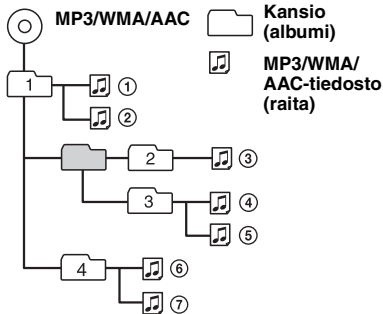 MP3/WMA/AAC
Kansio
(albumi)
MP3/WMA/
AAC-tiedosto
(raita)
1
①
②
2
③
3
④
⑤
4
⑥
⑦